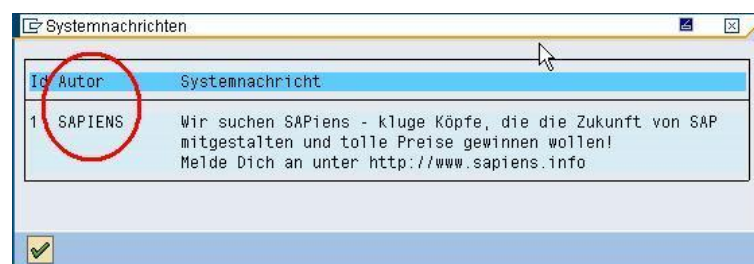 Systemnachrichten
Id Autor Systemnachricht
1 SAPIENS Wir suchen SAPiens - kluge Köpfe, die die Zukunft von SAP
mitgestalten und tolle Preise gewinnen wollen!
Melde Dich an unter http://www.sapiens.info